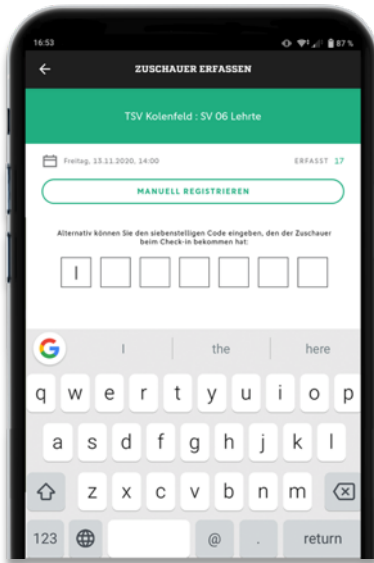 16:53 87 %
ZUSCHAUER ERFASSEN
TSV Kolenfeld : SV 06 Lehrte
Freitag, 13.11.2020, 14:00 ERFASST 17
MANUELL REGISTRIEREN
Alternativ können Sie den siebenstelligen Code eingeben, den der Zuschauer
beim Check-in bekommen hat:
G I the here
q w e r t y u i o p
a s d f g h j k l
z x c v b n m
123 @ . return